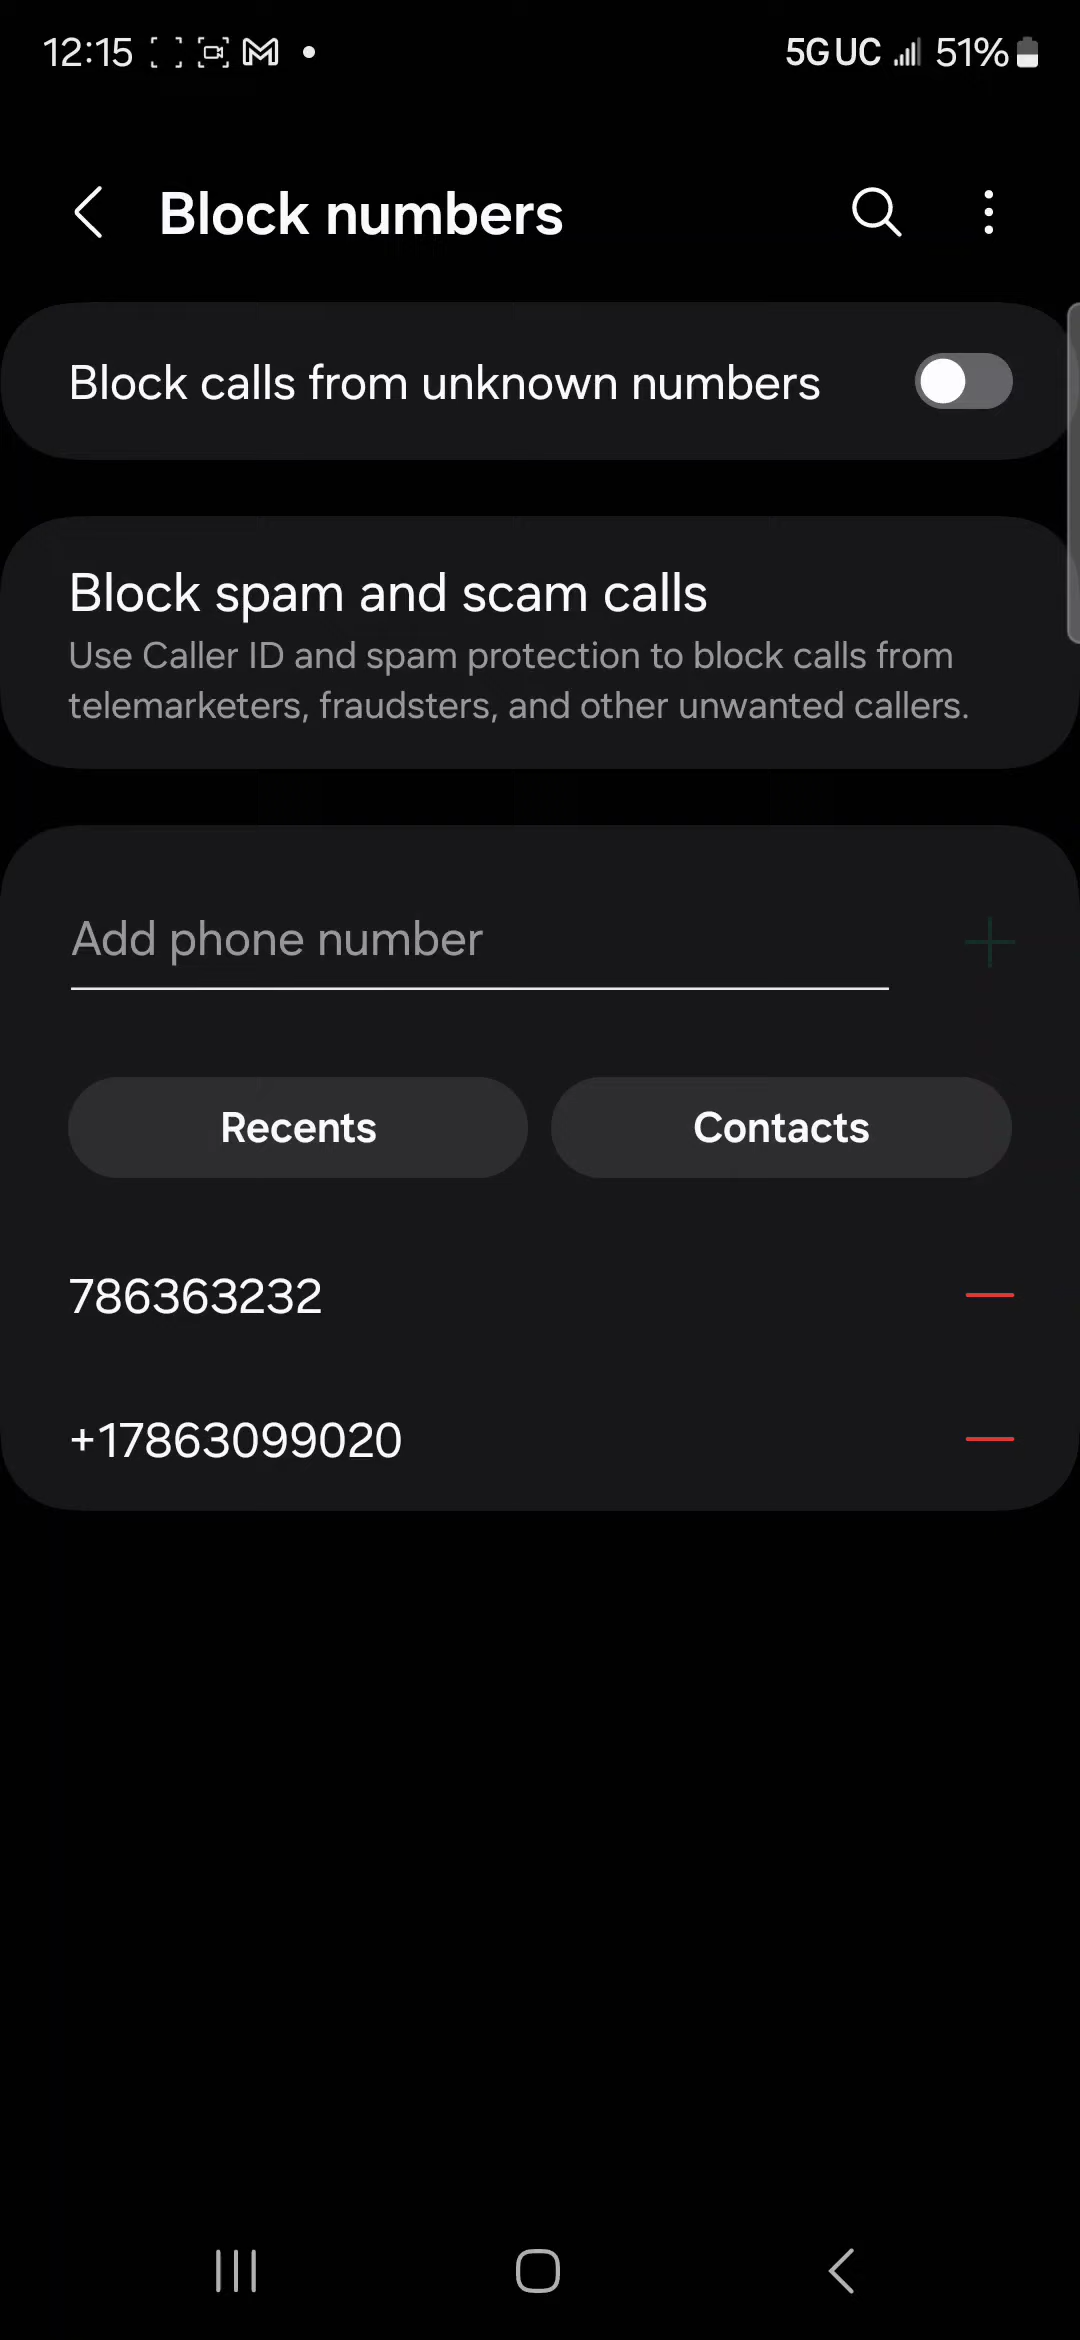 12:15
5G UC 51%
Block numbers
Block calls from unknown numbers
Block spam and scam calls
Use Caller ID and spam protection to block calls from
telemarketers, fraudsters, and other unwanted callers.
Add phone number
Recents
Contacts
786363232
+17863099020